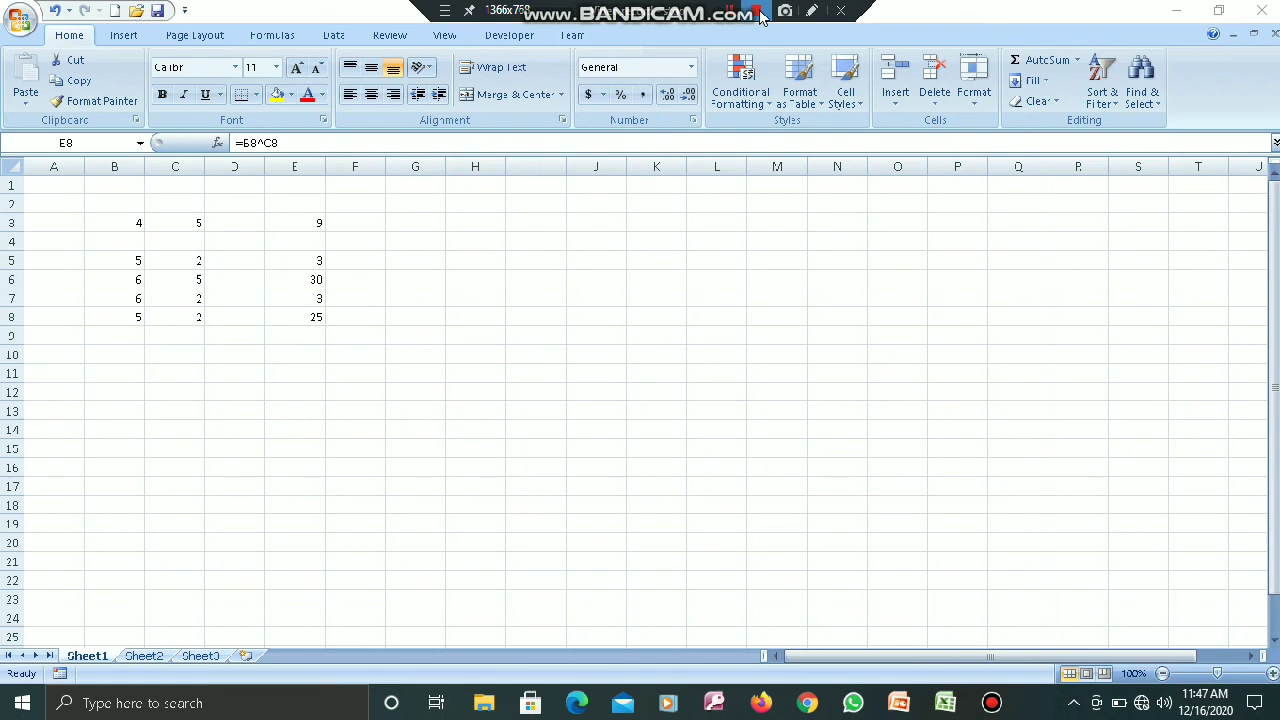 1366x768
www.BANDICAM.com
Home Insert Page Layout Formulas Data Review View Developer Team
Paste Cut Copy Format Painter
Calibri 11
Wrap Text
Merge & Center
General
$ % ,
Conditional Formatting
Format as Table
Cell Styles
Insert Delete Format
Σ AutoSum
Fill
Clear
Sort & Filter
Find & Select
Clipboard Font Alignment Number Styles Cells Editing
E8 fx =B8^C8
A B C D E F G H J K L M N O P Q R S T
1
2
3 4 5 9
4
5 5 2 3
6 6 5 30
7 6 2 3
8 5 2 25
9
10
11
12
13
14
15
16
17
18
19
20
21
22
23
24
25
Sheet1 Sheet2 Sheet3
Ready 100%
Type here to search
11:47 AM
12/16/2020